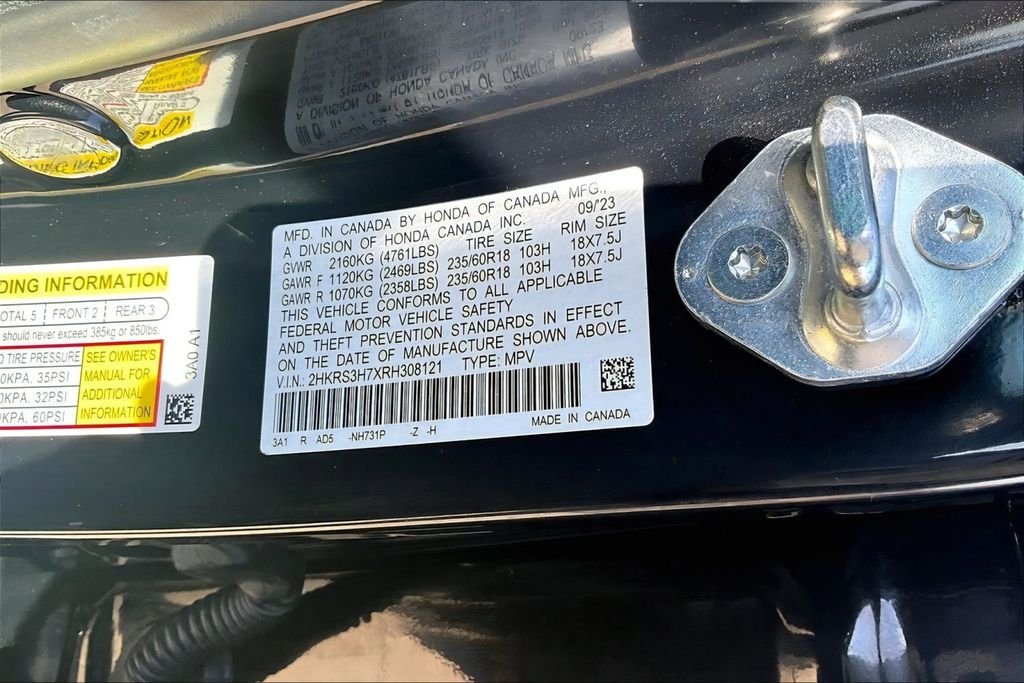 DING INFORMATION
OTAL 5 FRONT 2 REAR 3
should never exceed 385kg or 850lbs.
TIRE PRESSURE SEE OWNER'S
0KPA, 35PSI MANUAL FOR
0KPA, 32PSI ADDITIONAL
KPA, 60PSI INFORMATION
3A0 A1
MFD. IN CANADA BY HONDA OF CANADA MFG.,
A DIVISION OF HONDA CANADA INC. 09/'23
GVWR 2160KG (4761LBS) TIRE SIZE RIM SIZE
GAWR F 1120KG (2469LBS) 235/60R18 103H 18X7.5J
GAWR R 1070KG (2358LBS) 235/60R18 103H 18X7.5J
THIS VEHICLE CONFORMS TO ALL APPLICABLE
FEDERAL MOTOR VEHICLE SAFETY
AND THEFT PREVENTION STANDARDS IN EFFECT
ON THE DATE OF MANUFACTURE SHOWN ABOVE.
V.I.N.: 2HKRS3H7XRH308121 TYPE: MPV
MADE IN CANADA
3A1 R AD5 -NH731P -Z -H